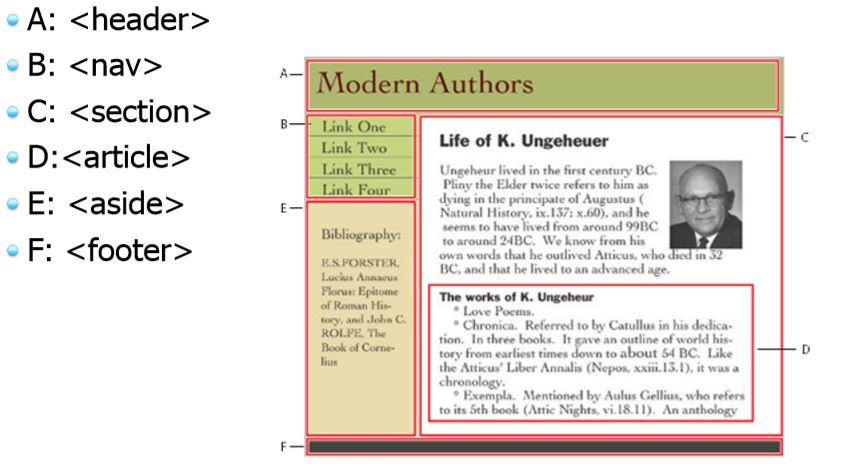 A: <header>
B: <nav>
C: <section>
D:<article>
E: <aside>
F: <footer>
A
Modern Authors
B
Link One
Link Two
Link Three
Link Four
E
Bibliography:
E.S.FORSTER,
Lucius Annaeus
Florus: Epitome
of Roman His-
tory, and John C.
ROLFE, The
Book of Corne-
lius
C
Life of K. Ungeheuer
Ungeheur lived in the first century BC.
Pliny the Elder twice refers to him as
dying in the principate of Augustus (
Natural History, ix.137; x.60), and he
seems to have lived from around 99BC
to around 24BC. We know from his
own words that he outlived Atticus, who died in 32
BC, and that he lived to an advanced age.
The works of K. Ungeheur
° Love Poems.
° Chronica. Referred to by Catullus in his dedica-
tion. In three books. It gave an outline of world his-
tory from earliest times down to about 54 BC. Like
the Atticus' Liber Annalis (Nepos, xxiii.13.1), it was a
chronology.
° Exempla. Mentioned by Aulus Gellius, who refers
to its 5th book (Attic Nights, vi.18.11). An anthology
D
F